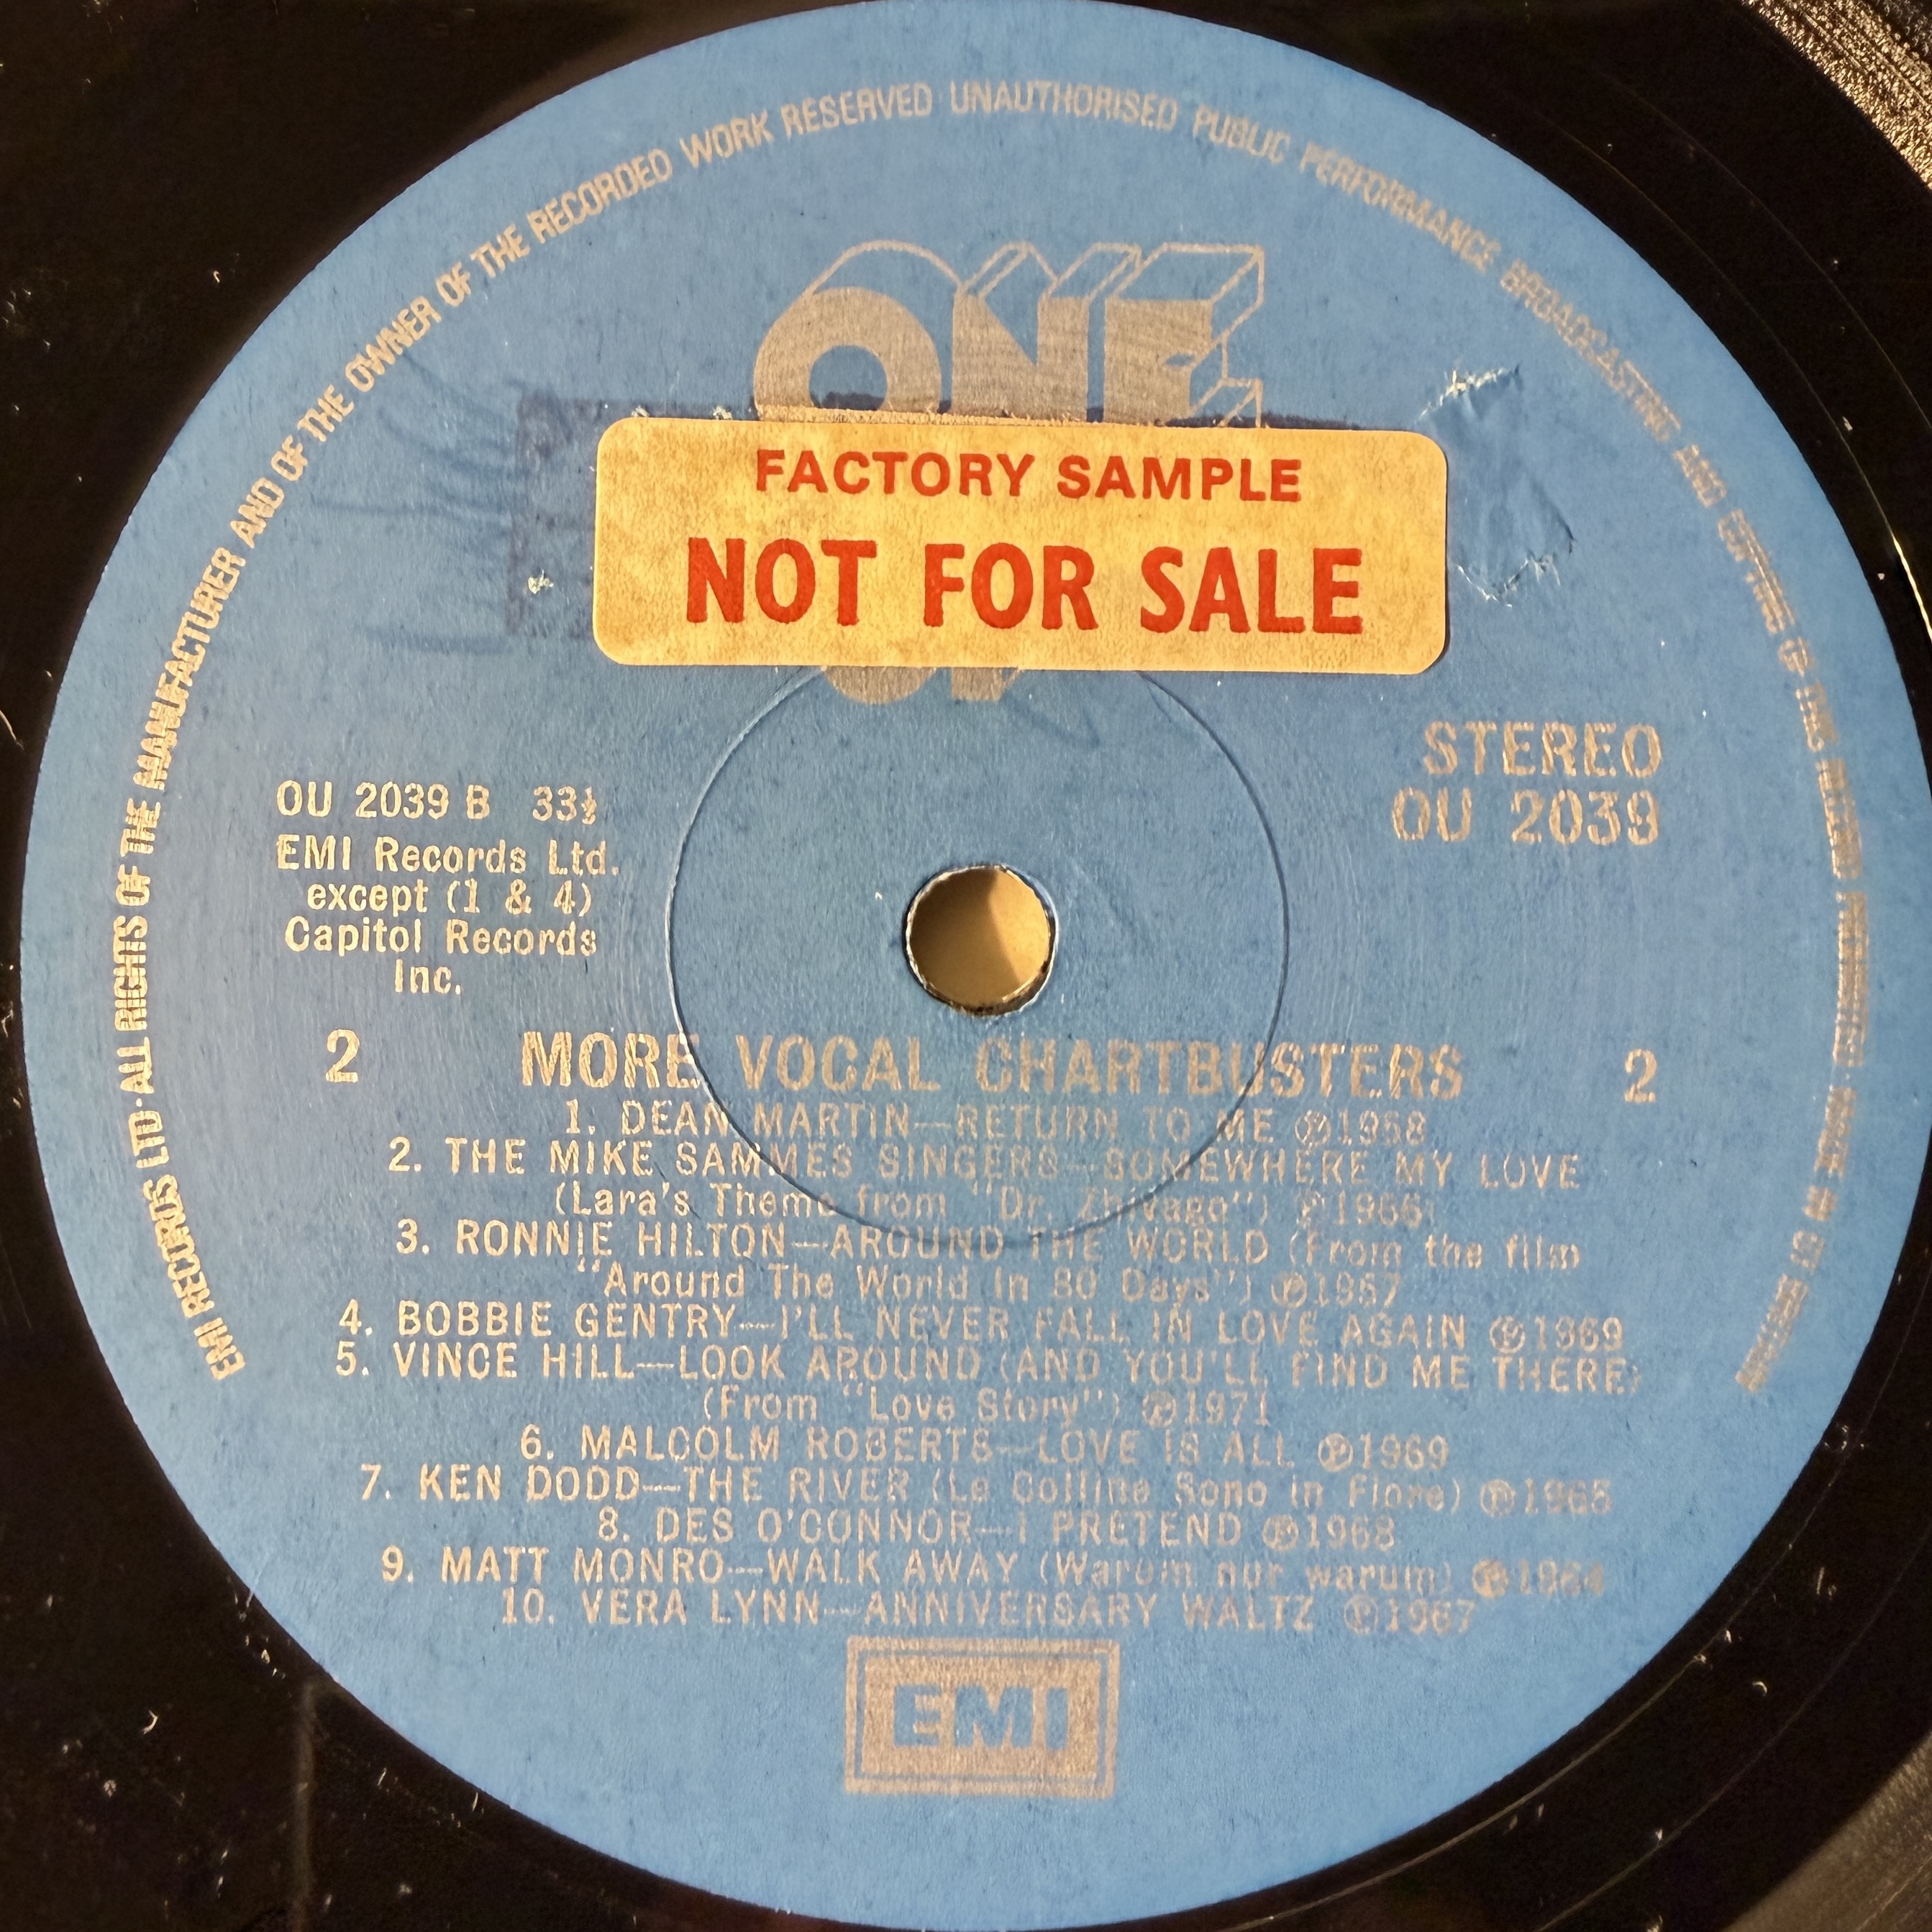 EMI RECORDS LTD·ALL RIGHTS OF THE MANUFACTURER AND OF THE OWNER OF THE RECORDED WORK RESERVED UNAUTHORISED PUBLIC PERFORMANCE BROADCASTING AND COPYING OF THIS RECORD PROHIBITED · MADE IN GT BRITAIN
ONE
FACTORY SAMPLE
NOT FOR SALE
STEREO
OU 2039
OU 2039 B 33⅓
EMI Records Ltd.
except (1 & 4)
Capitol Records
Inc.
2 MORE VOCAL CHARTBUSTERS 2
1. DEAN MARTIN—RETURN TO ME ℗1958
2. THE MIKE SAMMES SINGERS—SOMEWHERE MY LOVE
(Lara's Theme from "Dr. Zhivago") ℗1966
3. RONNIE HILTON—AROUND THE WORLD (From the film
"Around The World In 80 Days") ℗1957
4. BOBBIE GENTRY—I'LL NEVER FALL IN LOVE AGAIN ℗1969
5. VINCE HILL—LOOK AROUND (AND YOU'LL FIND ME THERE)
(From "Love Story") ℗1971
6. MALCOLM ROBERTS—LOVE IS ALL ℗1969
7. KEN DODD—THE RIVER (Le Colline Sono in Fiore) ℗1965
8. DES O'CONNOR—I PRETEND ℗1968
9. MATT MONRO—WALK AWAY (Warum nur warum) ℗1964
10. VERA LYNN—ANNIVERSARY WALTZ ℗1967
EMI